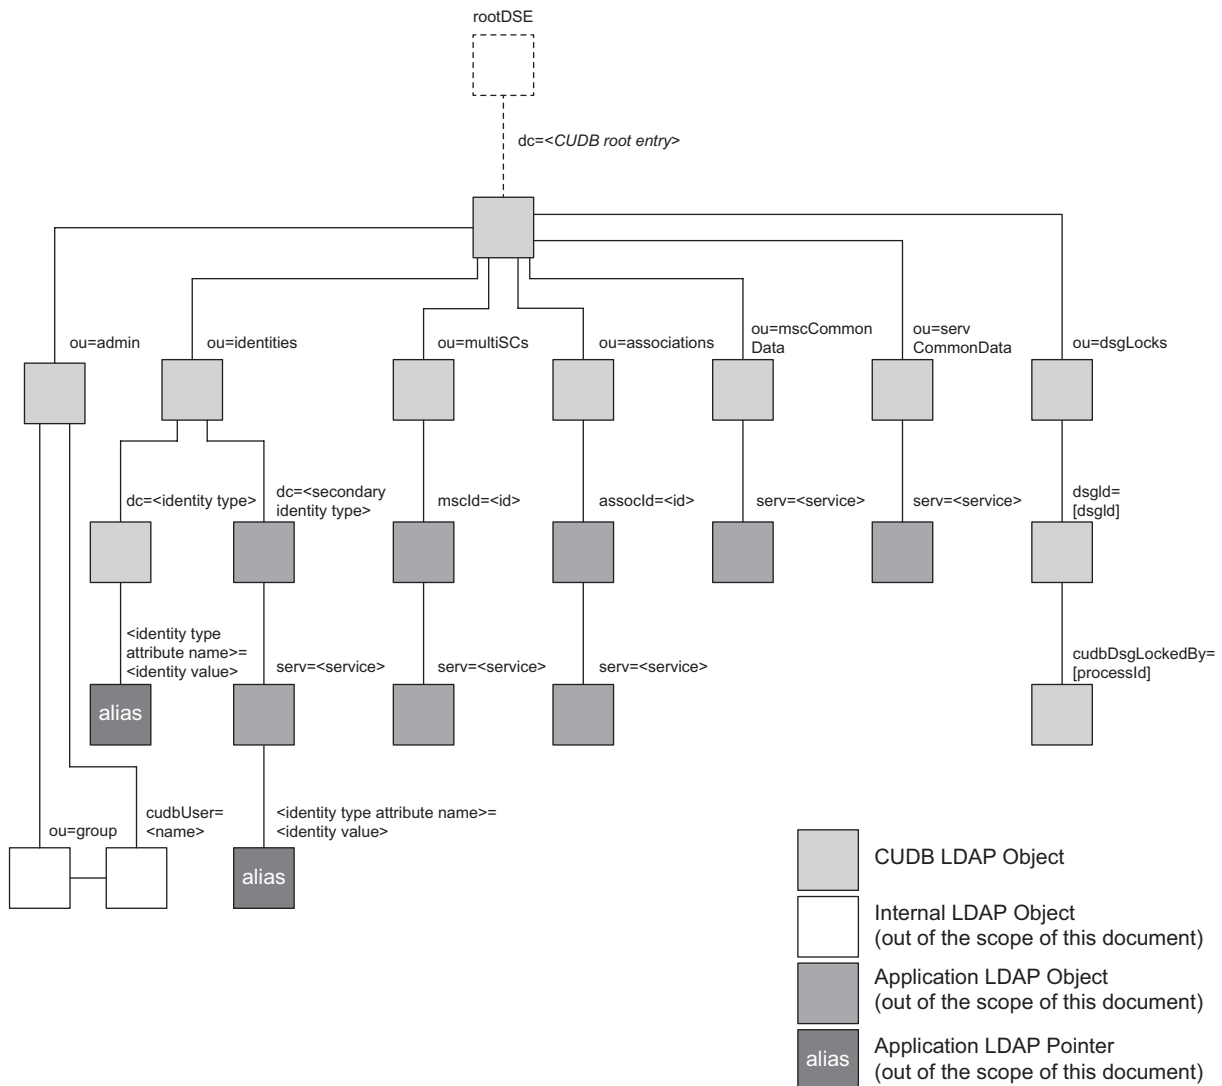 rootDSE
dc=<CUDB root entry>
ou=admin
ou=identities
ou=multiSCs
ou=associations
ou=mscCommon
Data
ou=serv
CommonData
ou=dsgLocks
dc=<identity type>
dc=<secondary
identity type>
mscId=<id>
assocId=<id>
serv=<service>
serv=<service>
dsgId=
[dsgId]
<identity type
attribute name>=
<identity value>
serv=<service>
serv=<service>
serv=<service>
cudbDsgLockedBy=
[processId]
alias
ou=group
cudbUser=
<name>
<identity type attribute name>=
<identity value>
alias
CUDB LDAP Object
Internal LDAP Object
(out of the scope of this document)
Application LDAP Object
(out of the scope of this document)
alias
Application LDAP Pointer
(out of the scope of this document)